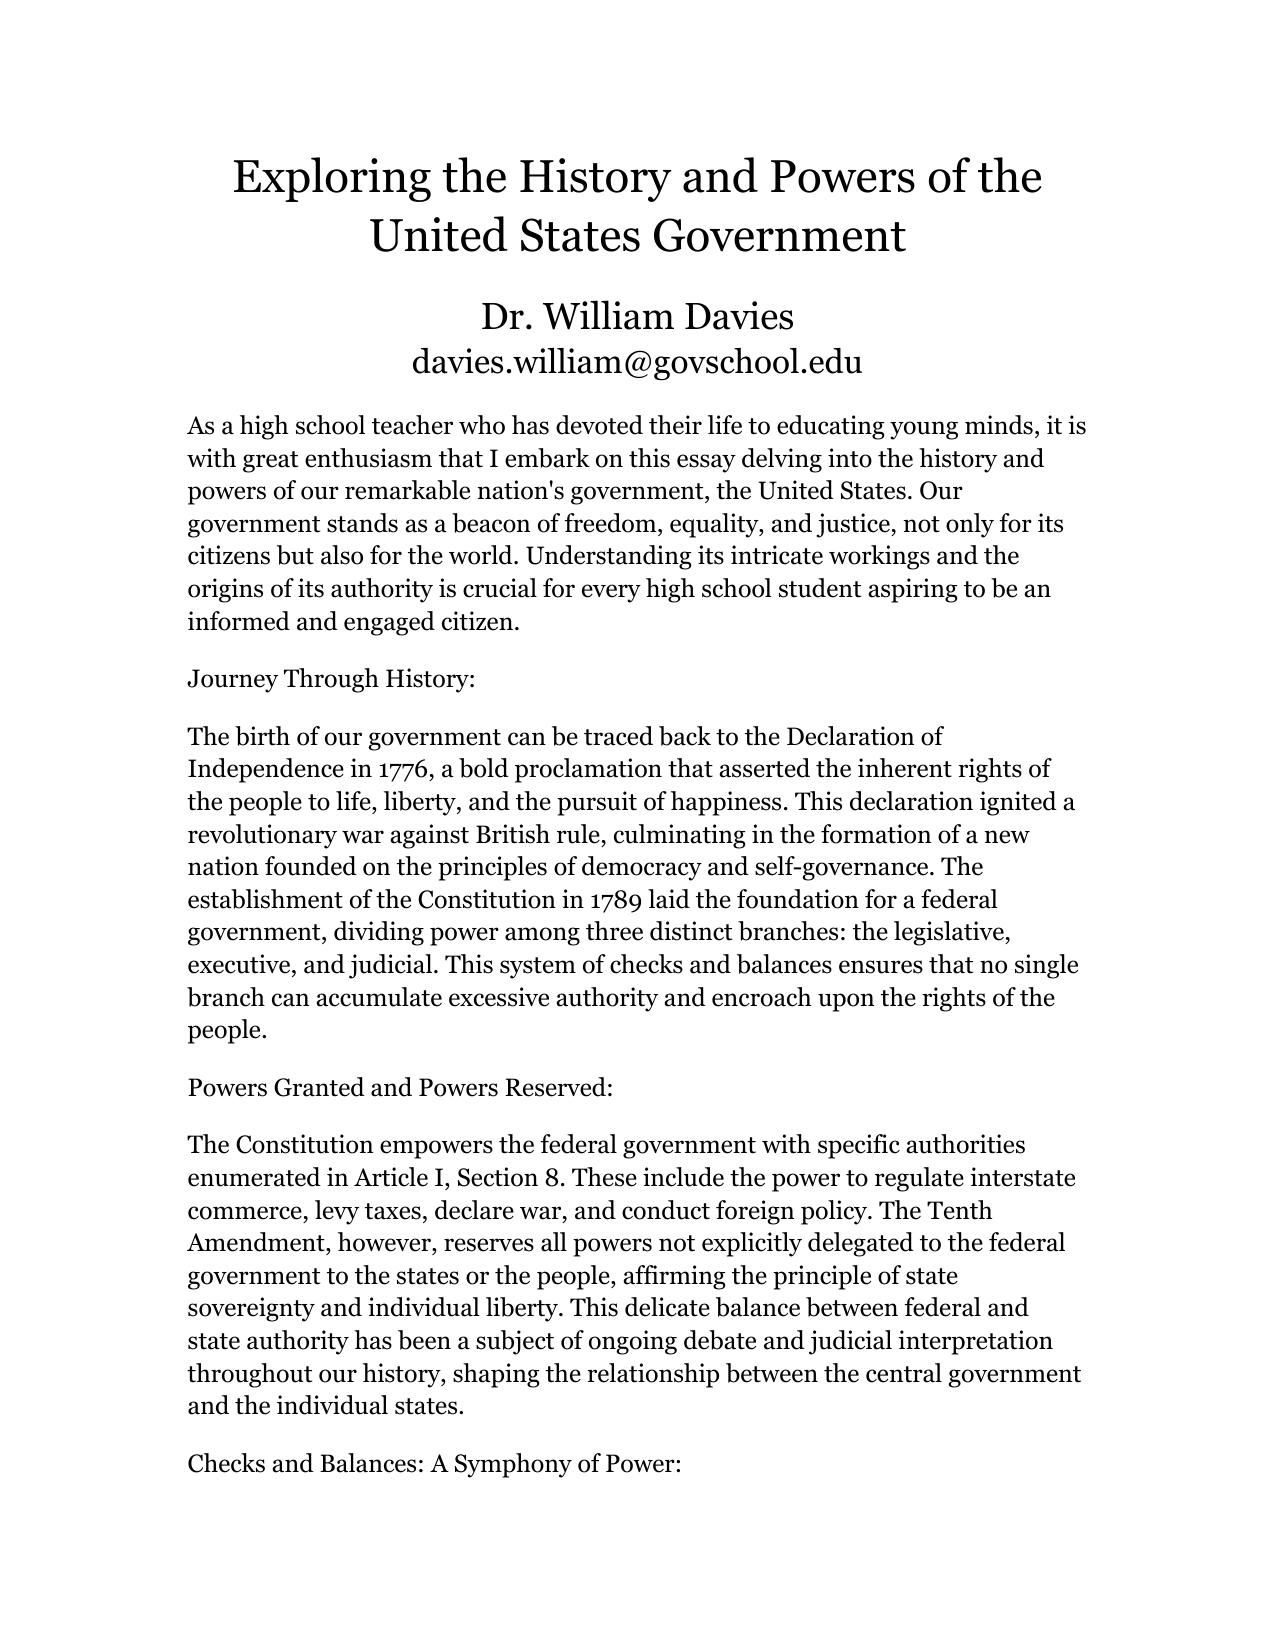 Exploring the History and Powers of the
United States Government
Dr. William Davies
davies.william@govschool.edu
As a high school teacher who has devoted their life to educating young minds, it is
with great enthusiasm that I embark on this essay delving into the history and
powers of our remarkable nation's government, the United States. Our
government stands as a beacon of freedom, equality, and justice, not only for its
citizens but also for the world. Understanding its intricate workings and the
origins of its authority is crucial for every high school student aspiring to be an
informed and engaged citizen.
Journey Through History:
The birth of our government can be traced back to the Declaration of
Independence in 1776, a bold proclamation that asserted the inherent rights of
the people to life, liberty, and the pursuit of happiness. This declaration ignited a
revolutionary war against British rule, culminating in the formation of a new
nation founded on the principles of democracy and self-governance. The
establishment of the Constitution in 1789 laid the foundation for a federal
government, dividing power among three distinct branches: the legislative,
executive, and judicial. This system of checks and balances ensures that no single
branch can accumulate excessive authority and encroach upon the rights of the
people.
Powers Granted and Powers Reserved:
The Constitution empowers the federal government with specific authorities
enumerated in Article I, Section 8. These include the power to regulate interstate
commerce, levy taxes, declare war, and conduct foreign policy. The Tenth
Amendment, however, reserves all powers not explicitly delegated to the federal
government to the states or the people, affirming the principle of state
sovereignty and individual liberty. This delicate balance between federal and
state authority has been a subject of ongoing debate and judicial interpretation
throughout our history, shaping the relationship between the central government
and the individual states.
Checks and Balances: A Symphony of Power: